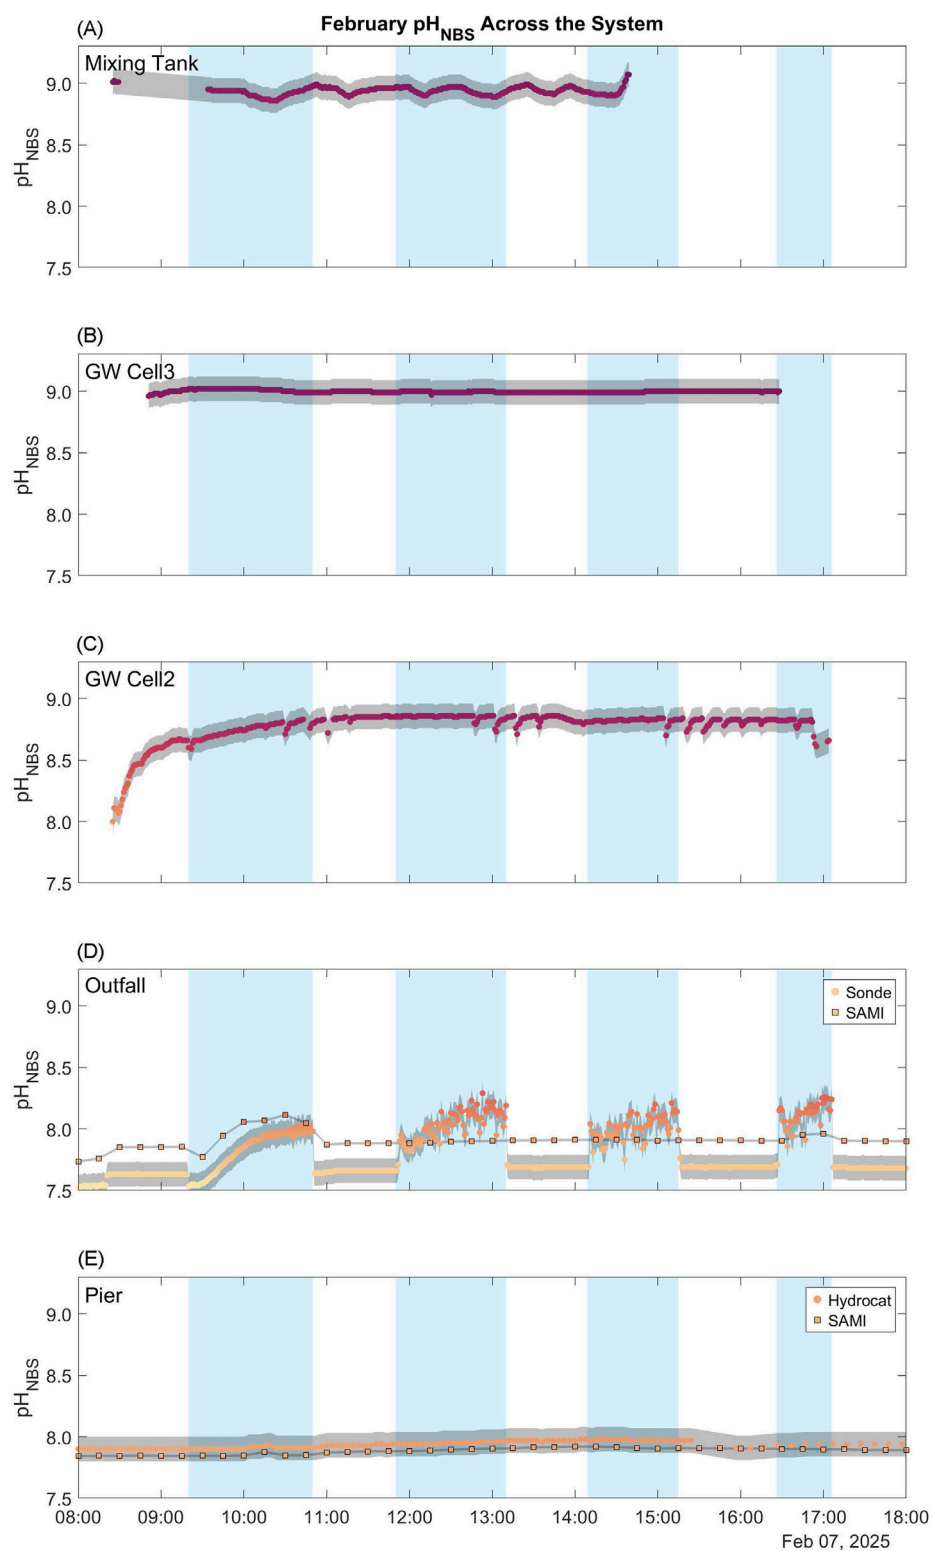 (A)
February pHNBS Across the System
Mixing Tank
9.0
8.5
8.0
7.5
pHNBS
(B)
GW Cell3
9.0
8.5
8.0
7.5
pHNBS
(C)
GW Cell2
9.0
8.5
8.0
7.5
pHNBS
(D)
Outfall
Sonde
SAMI
9.0
8.5
8.0
7.5
pHNBS
(E)
Pier
Hydrocat
SAMI
9.0
8.5
8.0
7.5
pHNBS
08:00 09:00 10:00 11:00 12:00 13:00 14:00 15:00 16:00 17:00 18:00
Feb 07, 2025